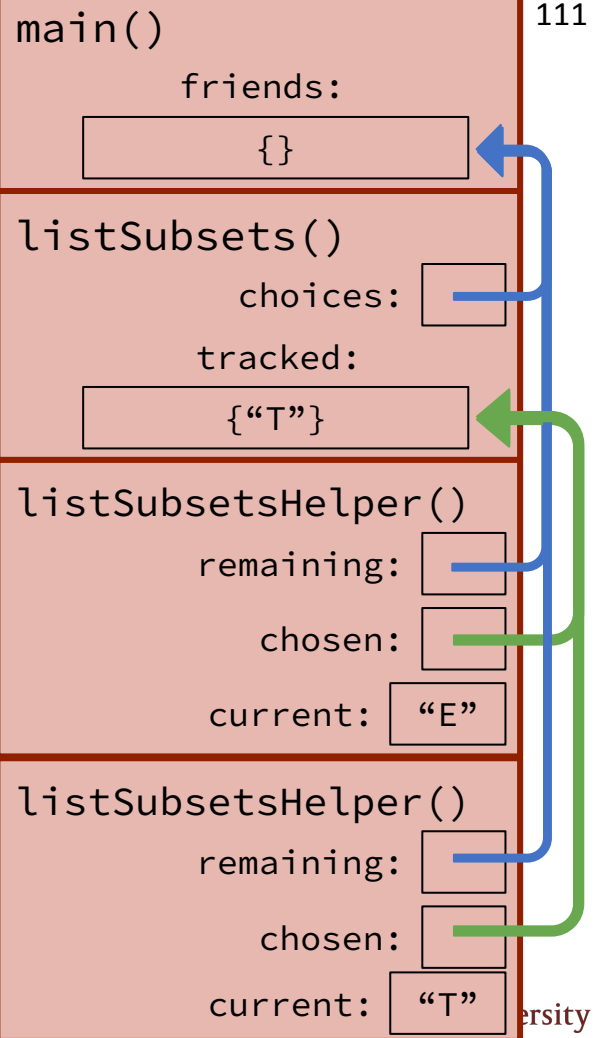 111
main()
friends:
{}
listSubsets()
choices:
tracked:
{“T”}
listSubsetsHelper()
remaining:
chosen:
current: “E”
listSubsetsHelper()
remaining:
chosen:
current: “T”
ersity